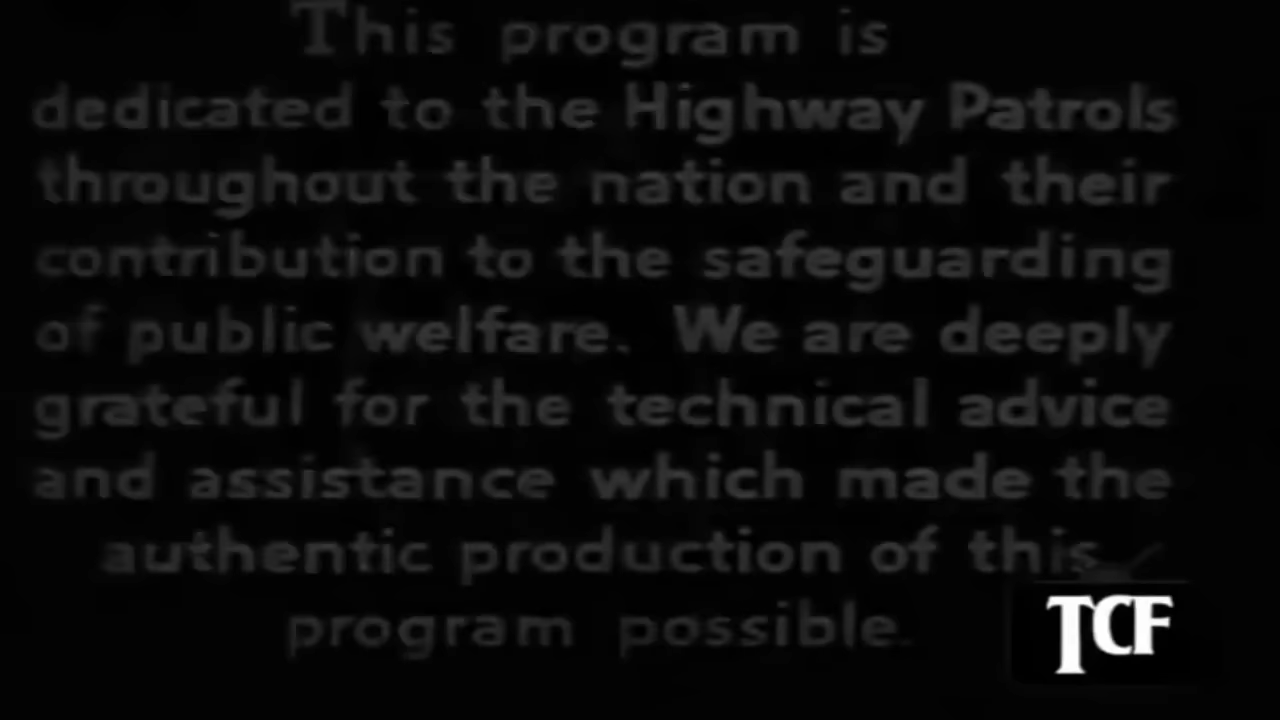 This program is
dedicated to the Highway Patrols
throughout the nation and their
contribution to the safeguarding
of public welfare. We are deeply
grateful for the technical advice
and assistance which made the
authentic production of this
program possible.
TCF